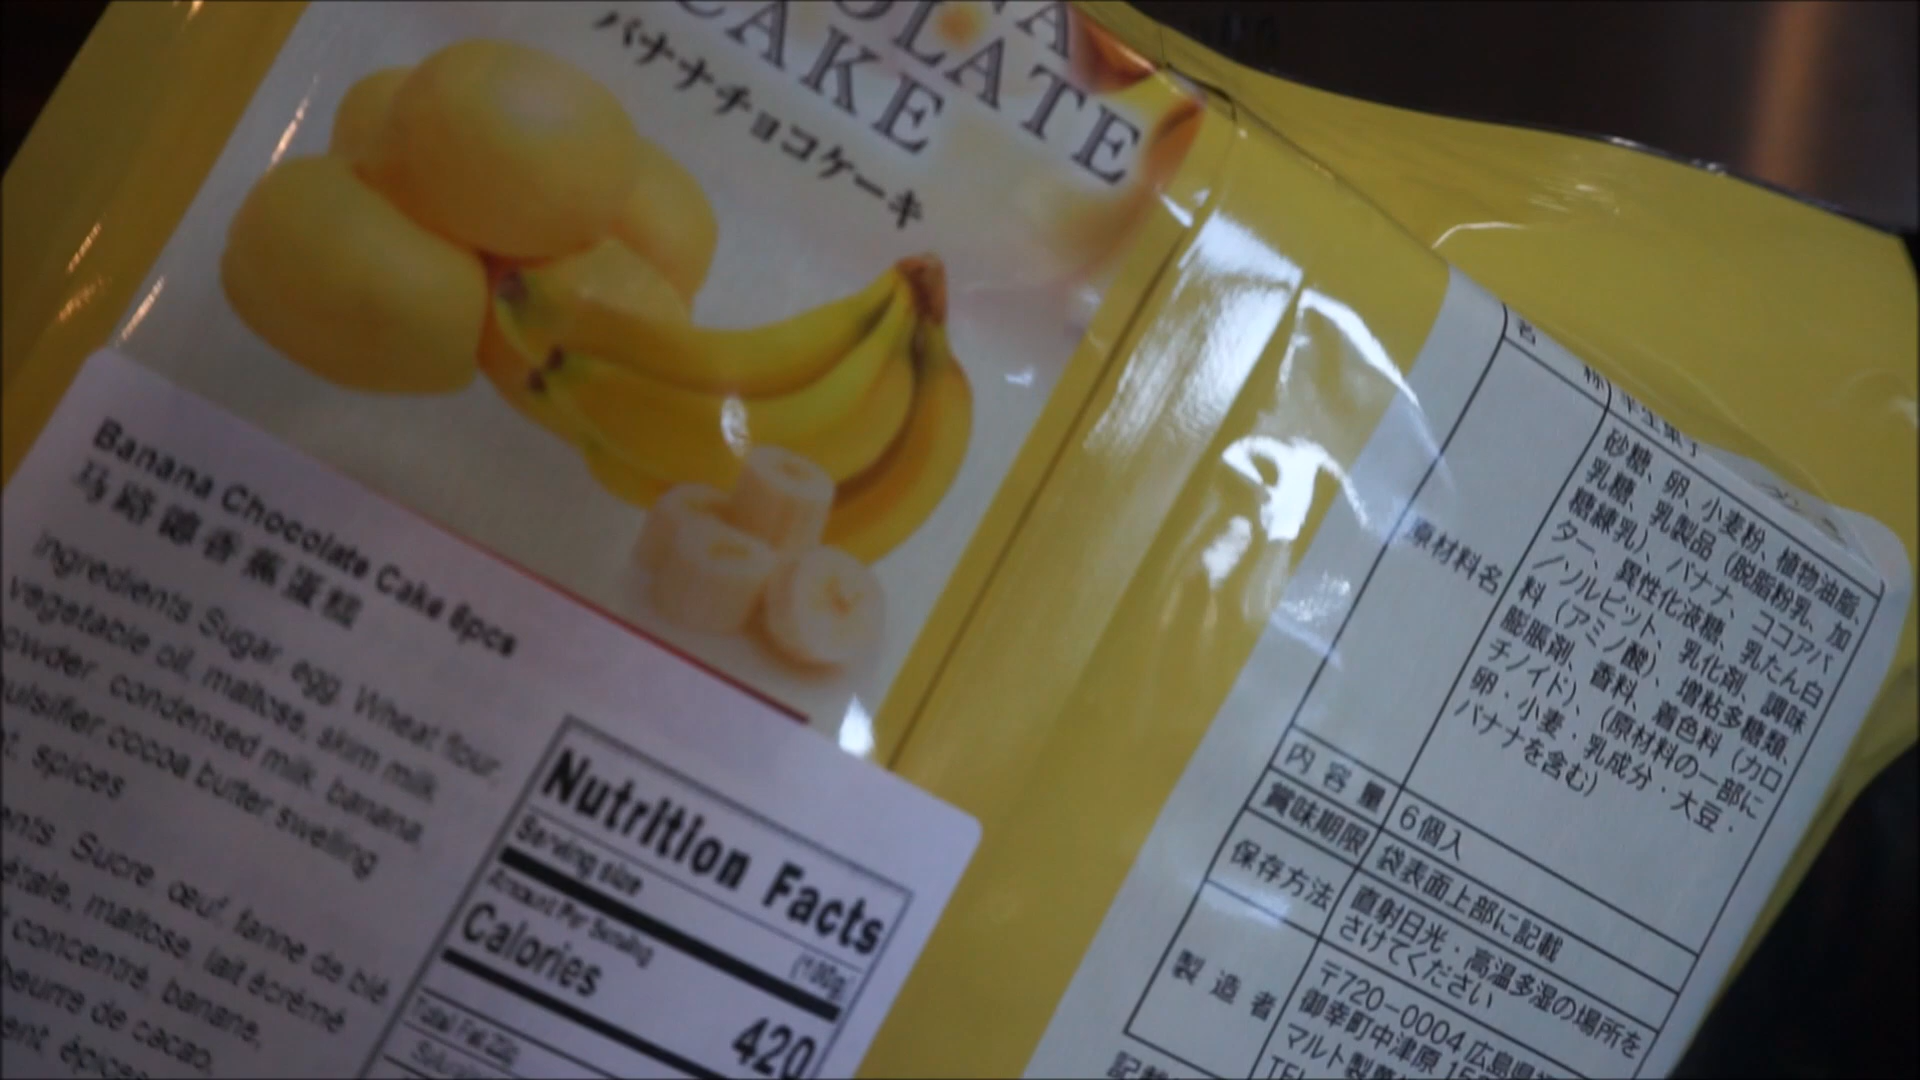 OLATE
CAKE
バナナチョコケーキ
Banana Chocolate Cake 6pcs
马路德香蕉蛋糕
Ingredients Sugar, egg, Wheat flour,
vegetable oil, maltose, skim milk
condensed milk, banana,
cocoa butter swelling
spices
Sucre, œuf, farine de blé
maltose, lait écrémé
concentré, banane,
beurre de cacao,
Nutrition Facts
Serving size (100g)
Amount Per Serving
Calories 420
Total Fat
名 称
原材料名
砂糖、卵、小麦粉、植物油脂、
乳糖、乳製品(脱脂粉乳、加
糖練乳)、バナナ、ココアバ
ター、異性化液糖、乳たん白
/ソルビット、乳化剤、調味
料(アミノ酸)、増粘多糖類、
膨脹剤、香料、着色料(カロ
チノイド)、(原材料の一部に
卵・小麦・乳成分・大豆・
バナナを含む)
内容量 6個入
賞味期限 袋表面上部に記載
保存方法 直射日光・高温多湿の場所を
さけてください
製造者 〒720-0004 広島県
御幸町中津原
マルト製菓
TEL